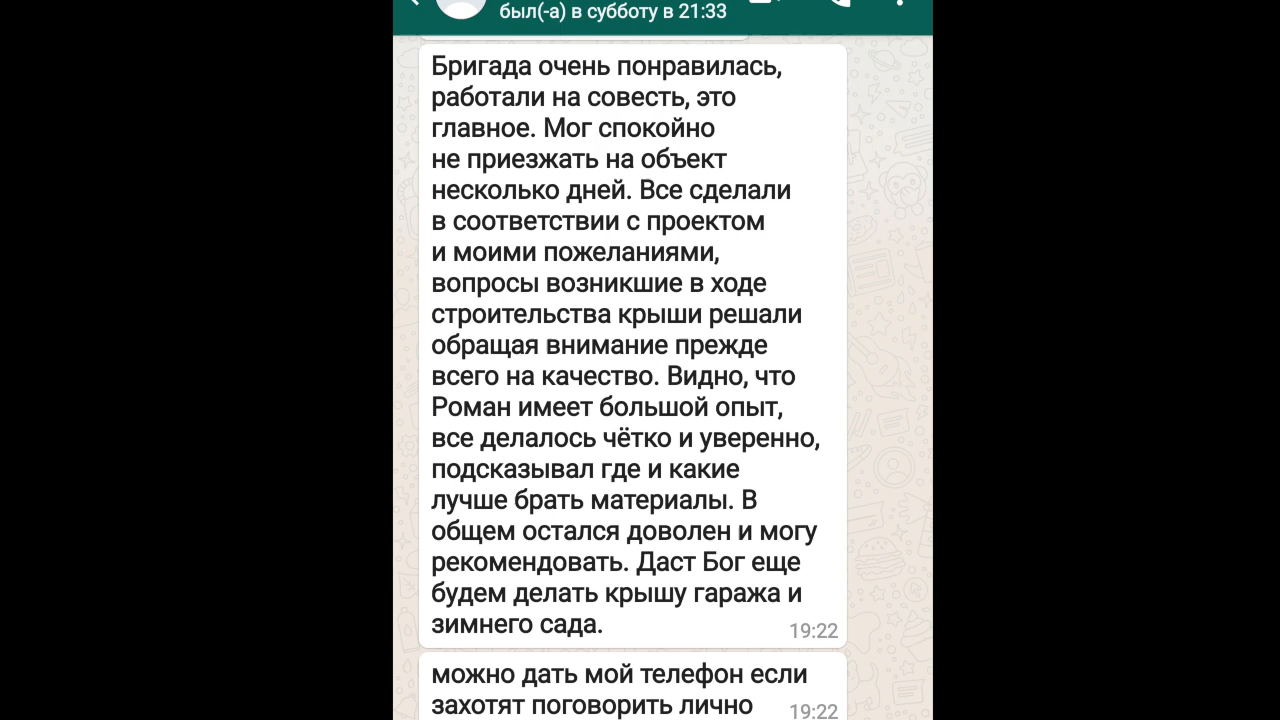 был(-а) в субботу в 21:33
Бригада очень понравилась,
работали на совесть, это
главное. Мог спокойно
не приезжать на объект
несколько дней. Все сделали
в соответствии с проектом
и моими пожеланиями,
вопросы возникшие в ходе
строительства крыши решали
обращая внимание прежде
всего на качество. Видно, что
Роман имеет большой опыт,
все делалось чётко и уверенно,
подсказывал где и какие
лучше брать материалы. В
общем остался доволен и могу
рекомендовать. Даст Бог еще
будем делать крышу гаража и
зимнего сада.
19:22
можно дать мой телефон если
захотят поговорить лично
19:22